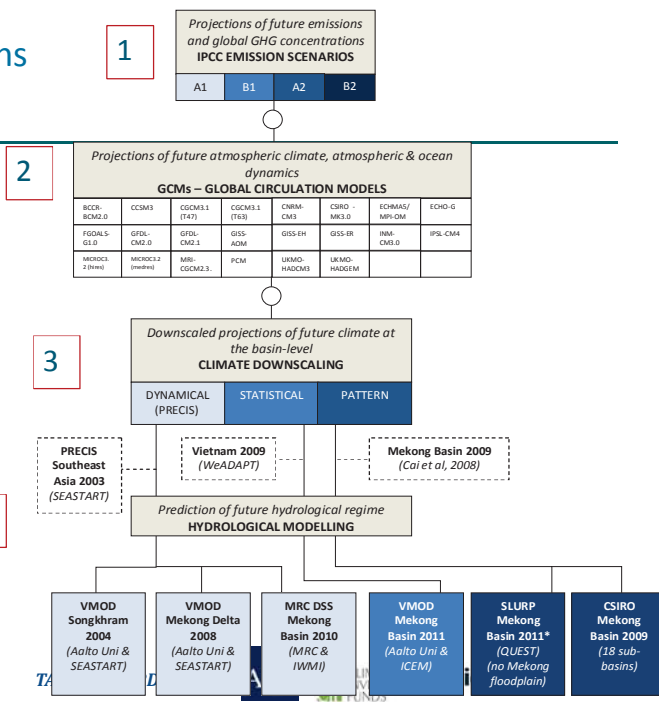 ns
1
Projections of future emissions
and global GHG concentrations
IPCC EMISSION SCENARIOS
A1 B1 A2 B2
2
Projections of future atmospheric climate, atmospheric & ocean
dynamics
GCMs – GLOBAL CIRCULATION MODELS
BCCR-
BCM2.0
CCSM3
CGCM3.1
(T47)
CGCM3.1
(T63)
CNRM-
CM3
CSIRO -
MK3.0
ECHMA5/
MPI-OM
ECHO-G
FGOALS-
G1.0
GFDL-
CM2.0
GFDL-
CM2.1
GISS-
AOM
GISS-EH
GISS-ER
INM-
CM3.0
IPSL-CM4
MICROC3.
2 (hires)
MICROC3.2
(medres)
MRI-
CGCM2.3.
PCM
UKMO-
HADCM3
UKMO-
HADGEM
3
Downscaled projections of future climate at
the basin-level
CLIMATE DOWNSCALING
DYNAMICAL
(PRECIS)
STATISTICAL
PATTERN
PRECIS
Southeast
Asia 2003
(SEASTART)
Vietnam 2009
(WeADAPT)
Mekong Basin 2009
(Cai et al, 2008)
Prediction of future hydrological regime
HYDROLOGICAL MODELLING
VMOD
Songkhram
2004
(Aalto Uni &
SEASTART)
VMOD
Mekong Delta
2008
(Aalto Uni &
SEASTART)
MRC DSS
Mekong
Basin 2010
(MRC &
IWMI)
VMOD
Mekong
Basin 2011
(Aalto Uni &
ICEM)
SLURP
Mekong
Basin 2011*
(QUEST)
(no Mekong
floodplain)
CSIRO
Mekong
Basin 2009
(18 sub-
basins)
TA
D
FUNDS